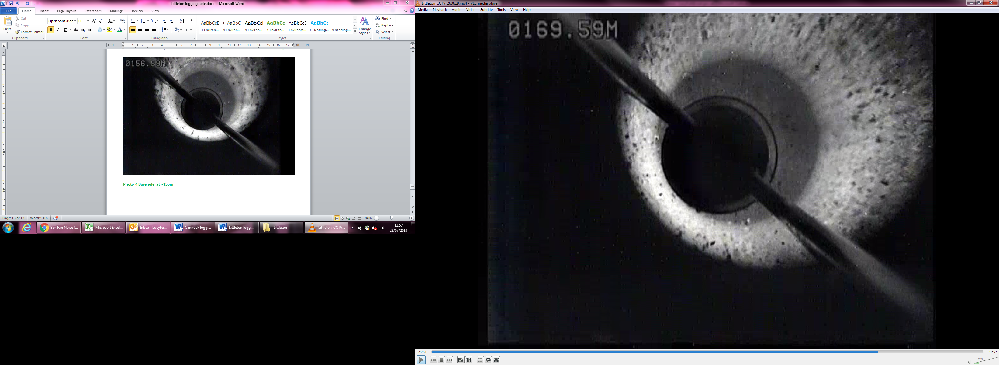 Littleton logging note.docx - Microsoft Word
File Home Insert Page Layout References Mailings Review View
Cut
Copy
Format Painter
Paste
Clipboard
Open Sans (Boc 11
Font
Paragraph
AaBbCcD AaBbC AaBbCc AaBbCc AaBbCcD AaBbCc
¶ Environ... ¶ Environ... ¶ Environ... ¶ Environ... Environm... ¶ Heading... ¶ heading...
Styles
Change
Styles
Find
Replace
Select
Editing
0156.59M
Photo 4 Borehole at ~156m
Page: 13 of 13 Words: 318
84%
Box Fan Noise f... Microsoft Excel... Inbox - LucyFu... Cannock loggi... Littleton loggi... Littleton Littleton_CCTV...
11:57
23/07/2019
Littleton_CCTV_260619.mp4 - VLC media player
Media Playback Audio Video Subtitle Tools View Help
0169.59M
25:51 31:57
25%